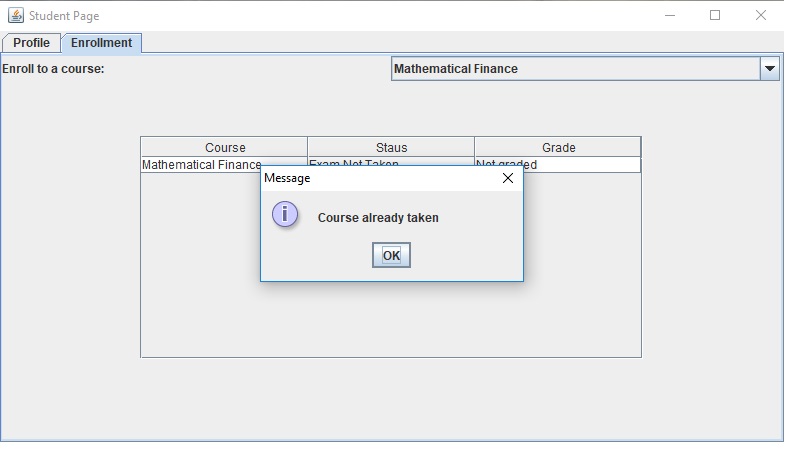 Student Page
Profile Enrollment
Enroll to a course: Mathematical Finance
Course Staus Grade
Mathematical Finance Exam Not Taken Not graded
Message
Course already taken
OK